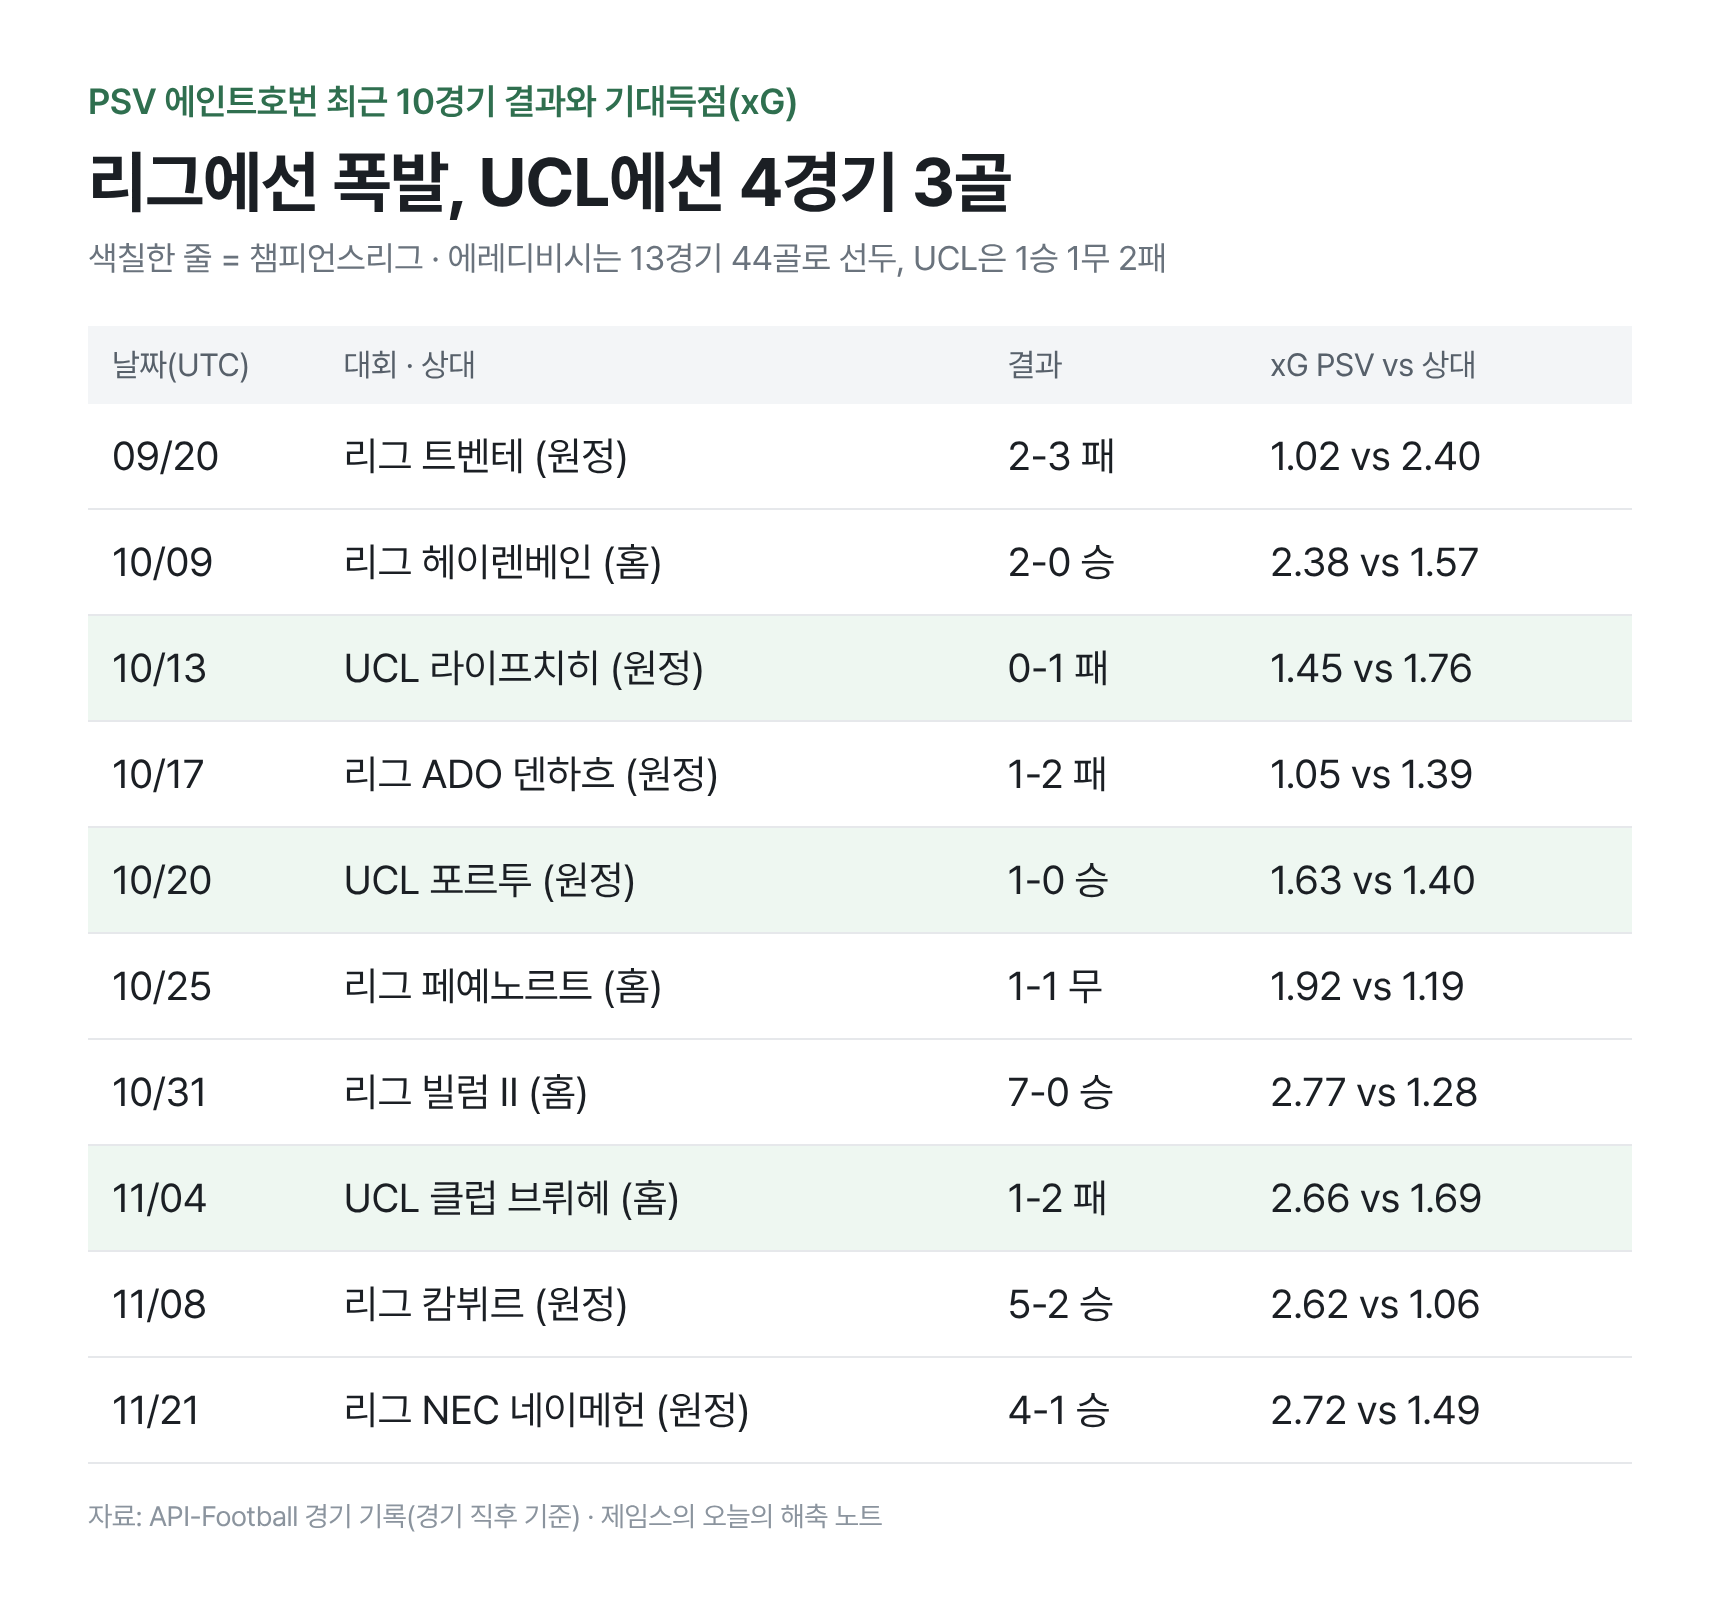 PSV 에인트호번 최근 10경기 결과와 기대득점(xG)
리그에선 폭발, UCL에선 4경기 3골
색칠한 줄 = 챔피언스리그 · 에레디비시는 13경기 44골로 선두, UCL은 1승 1무 2패
날짜(UTC) 대회 · 상대 결과 xG PSV vs 상대
09/20 리그 트벤테 (원정) 2-3 패 1.02 vs 2.40
10/09 리그 헤이렌베인 (홈) 2-0 승 2.38 vs 1.57
10/13 UCL 라이프치히 (원정) 0-1 패 1.45 vs 1.76
10/17 리그 ADO 덴하흐 (원정) 1-2 패 1.05 vs 1.39
10/20 UCL 포르투 (원정) 1-0 승 1.63 vs 1.40
10/25 리그 페예노르트 (홈) 1-1 무 1.92 vs 1.19
10/31 리그 빌럼 II (홈) 7-0 승 2.77 vs 1.28
11/04 UCL 클럽 브뤼헤 (홈) 1-2 패 2.66 vs 1.69
11/08 리그 캄뷔르 (원정) 5-2 승 2.62 vs 1.06
11/21 리그 NEC 네이메헌 (원정) 4-1 승 2.72 vs 1.49
자료: API-Football 경기 기록(경기 직후 기준) · 제임스의 오늘의 해축 노트